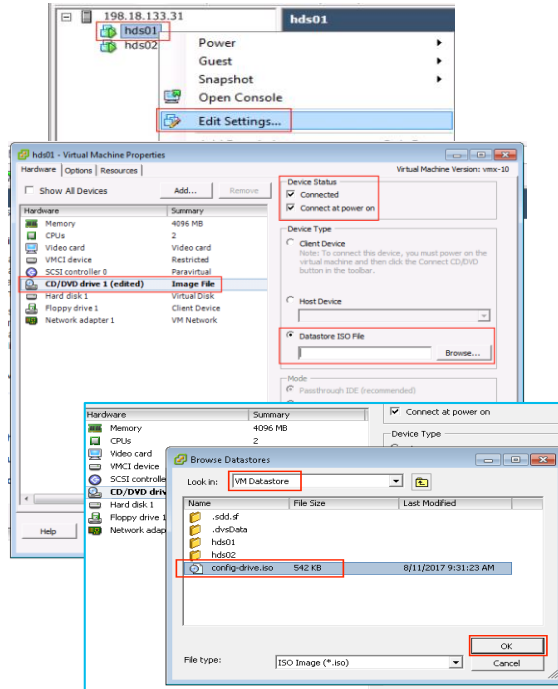 198.18.133.31
hds01
hds01
hds02
Power
Guest
Snapshot
Open Console
Edit Settings...
hds01 - Virtual Machine Properties
Hardware Options Resources
Virtual Machine Version: vmx-10
Show All Devices
Add...
Remove
Hardware Summary
Memory 4096 MB
CPUs 2
Video card Video card
VMCI device Restricted
SCSI controller 0 Paravirtual
CD/DVD drive 1 (edited) Image File
Hard disk 1 Virtual Disk
Floppy drive 1 Client Device
Network adapter 1 VM Network
Device Status
Connected
Connect at power on
Device Type
Client Device
Note: To connect this device, you must power on the
virtual machine and then click the Connect CD/DVD
button in the toolbar.
Host Device
Datastore ISO File
Browse...
Mode
Passthrough IDE (recommended)
Help
Hardware Summary
Memory 4096 MB
CPUs 2
Video card
VMCI device
SCSI controlle
CD/DVD driv
Hard disk 1
Floppy drive 1
Network adap
Connect at power on
Device Type
Browse Datastores
Look in: VM Datastore
Name File Size Last Modified
.sdd.sf
.dvsData
hds01
hds02
config-drive.iso 542 KB 8/11/2017 9:31:23 AM
OK
File type: ISO Image (*.iso)
Cancel